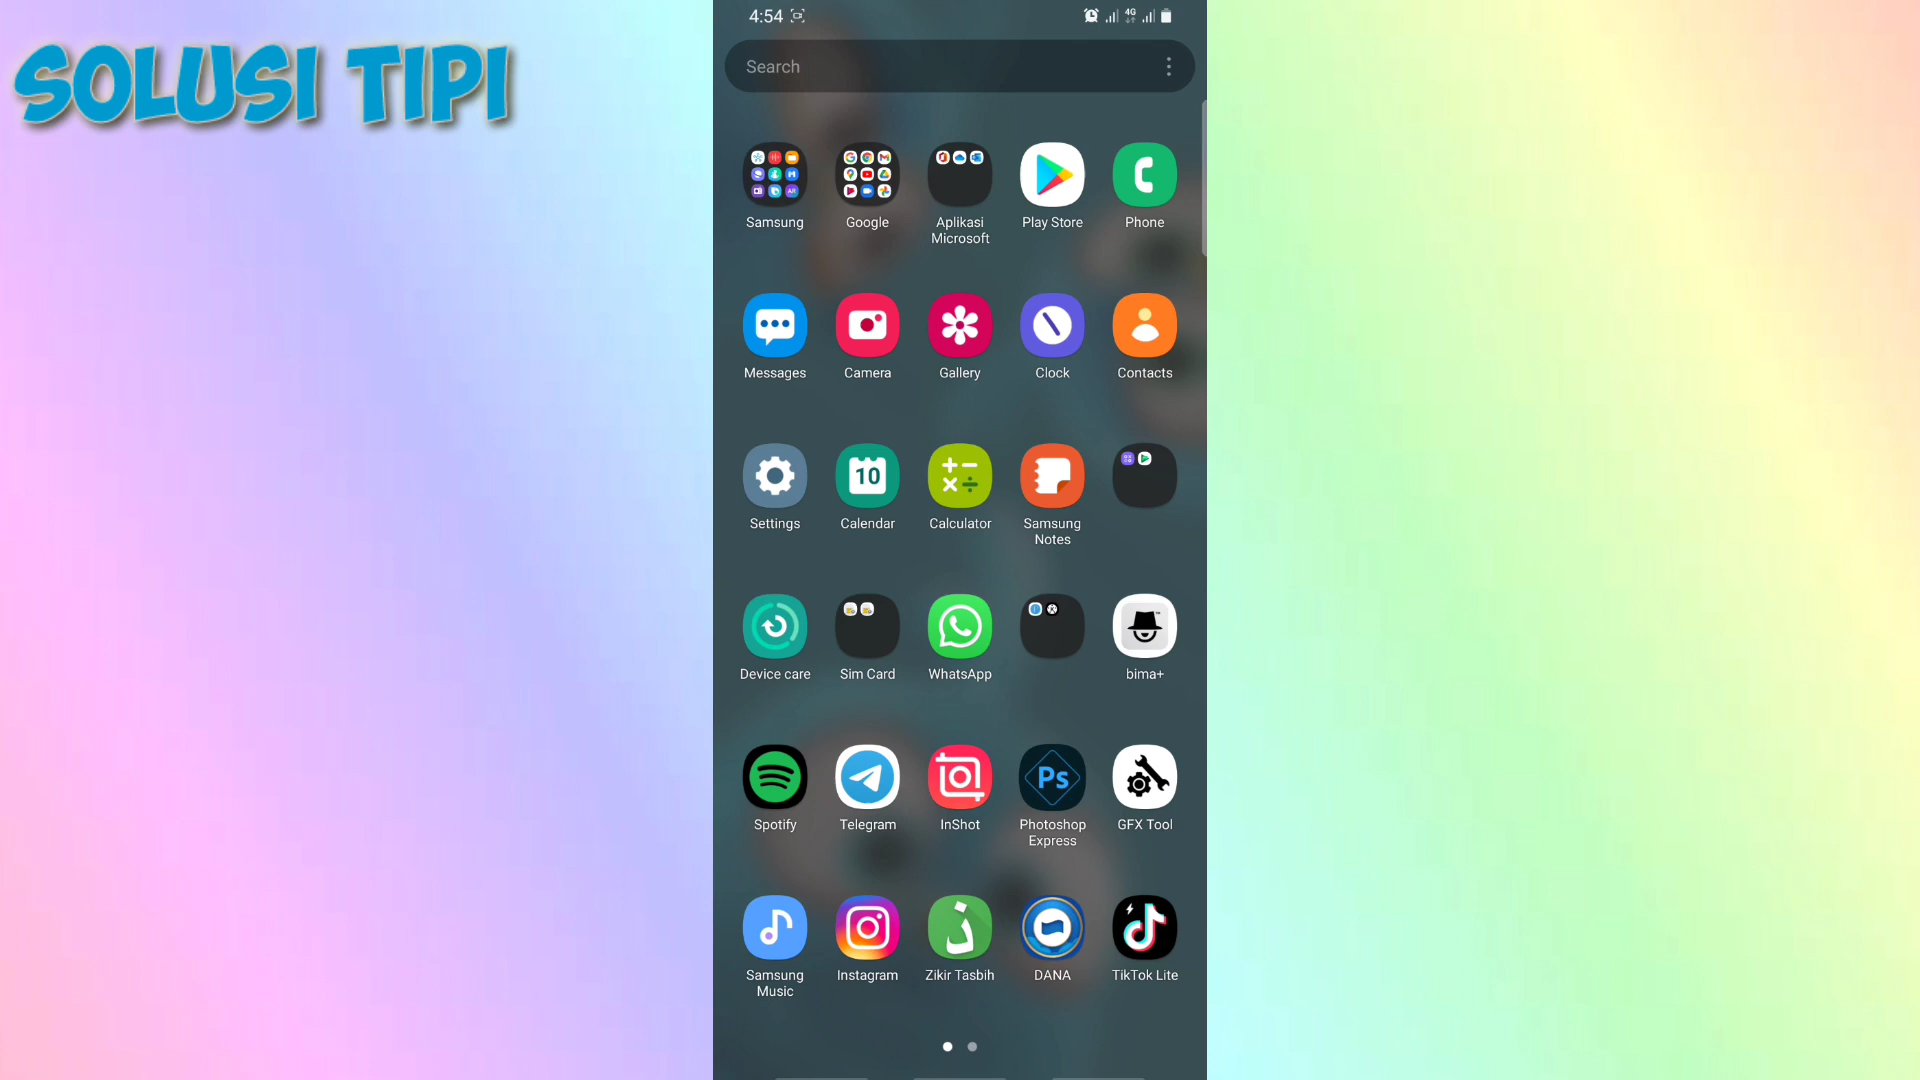 SOLUSI TIPI
4:54
4G
Search
Samsung
Google
Aplikasi
Microsoft
Play Store
Phone
Messages
Camera
Gallery
Clock
Contacts
10
Settings
Calendar
Calculator
Samsung
Notes
Device care
Sim Card
WhatsApp
bima+
Ps
Spotify
Telegram
InShot
Photoshop
Express
GFX Tool
Samsung
Music
Instagram
Zikir Tasbih
DANA
TikTok Lite